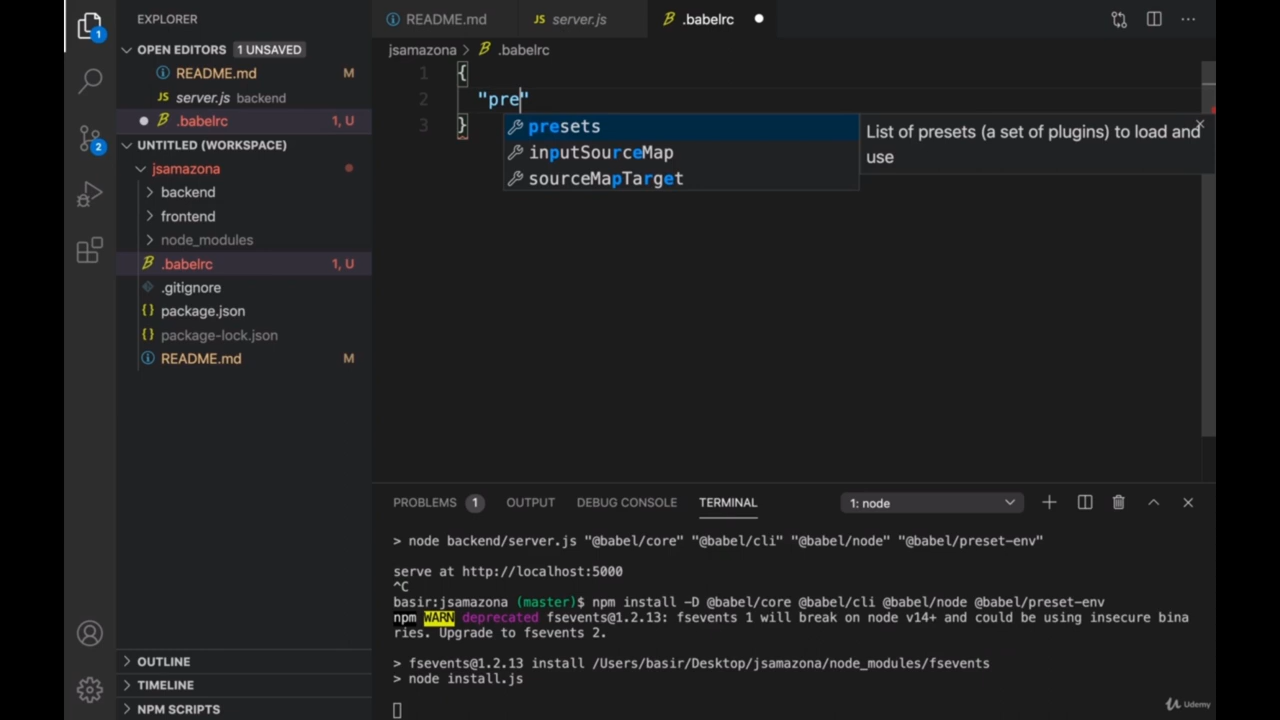 EXPLORER
OPEN EDITORS 1 UNSAVED
README.md M
JS server.js backend
.babelrc 1, U
UNTITLED (WORKSPACE)
jsamazona
backend
frontend
node_modules
.babelrc 1, U
.gitignore
{} package.json
{} package-lock.json
README.md M
OUTLINE
TIMELINE
NPM SCRIPTS
1
2
README.md JS server.js .babelrc
jsamazona > .babelrc
1 {
2 "pre"
3 }
presets
inputSourceMap
sourceMapTarget
List of presets (a set of plugins) to load and
use
PROBLEMS 1 OUTPUT DEBUG CONSOLE TERMINAL 1: node
> node backend/server.js "@babel/core" "@babel/cli" "@babel/node" "@babel/preset-env"
serve at http://localhost:5000
^C
basir:jsamazona (master)$ npm install -D @babel/core @babel/cli @babel/node @babel/preset-env
npm WARN deprecated fsevents@1.2.13: fsevents 1 will break on node v14+ and could be using insecure bina
ries. Upgrade to fsevents 2.
> fsevents@1.2.13 install /Users/basir/Desktop/jsamazona/node_modules/fsevents
> node install.js
Udemy